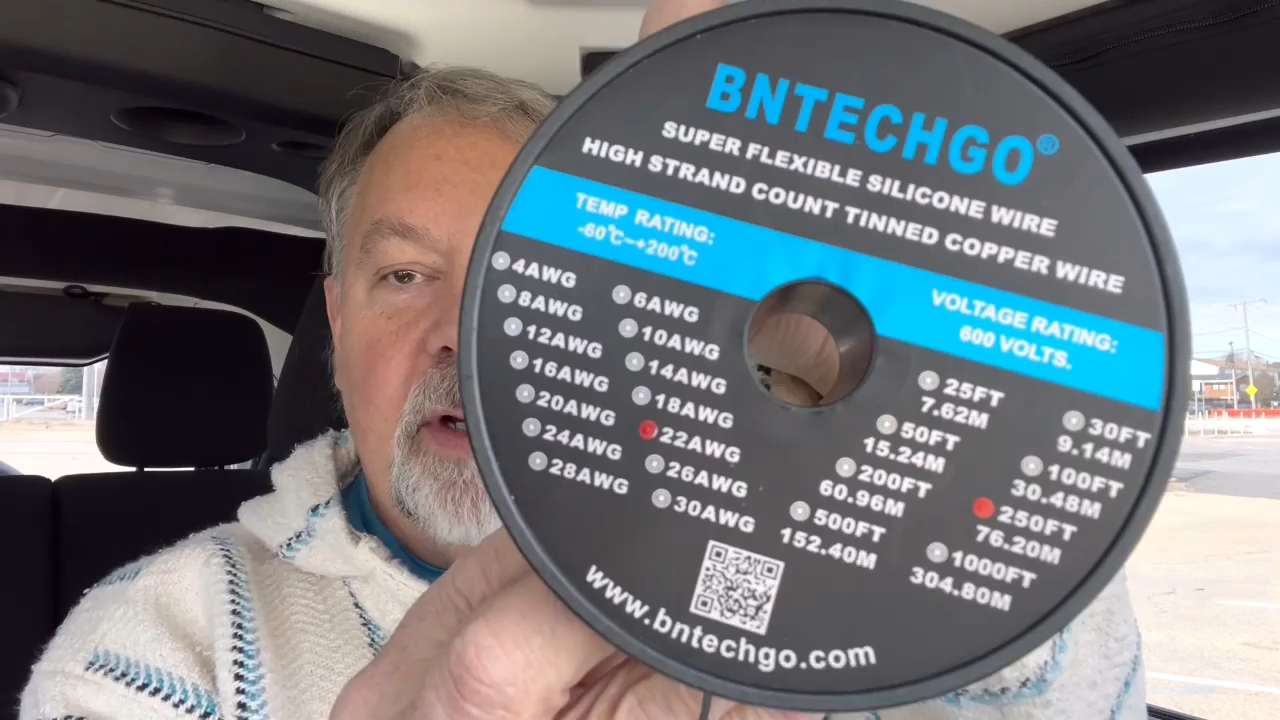 BNTECHGO®
SUPER FLEXIBLE SILICONE WIRE
HIGH STRAND COUNT TINNED COPPER WIRE
TEMP RATING:
-60℃~+200℃
VOLTAGE RATING:
600 VOLTS.
4AWG
6AWG
8AWG
10AWG
12AWG
14AWG
16AWG
18AWG
20AWG
22AWG
24AWG
26AWG
28AWG
30AWG
25FT
7.62M
30FT
9.14M
50FT
15.24M
100FT
30.48M
200FT
60.96M
250FT
76.20M
500FT
152.40M
1000FT
304.80M
www.bntechgo.com